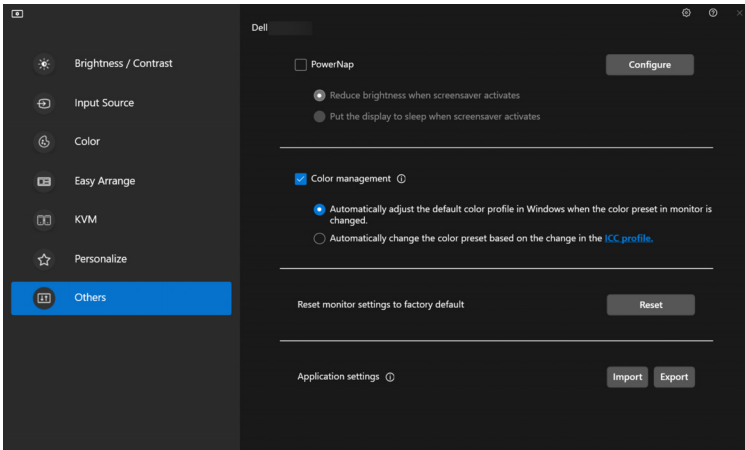 Dell
Brightness / Contrast
Input Source
Color
Easy Arrange
KVM
Personalize
Others
PowerNap
Configure
Reduce brightness when screensaver activates
Put the display to sleep when screensaver activates
Color management
Automatically adjust the default color profile in Windows when the color preset in monitor is
changed.
Automatically change the color preset based on the change in the ICC profile.
Reset monitor settings to factory default
Reset
Application settings
Import
Export